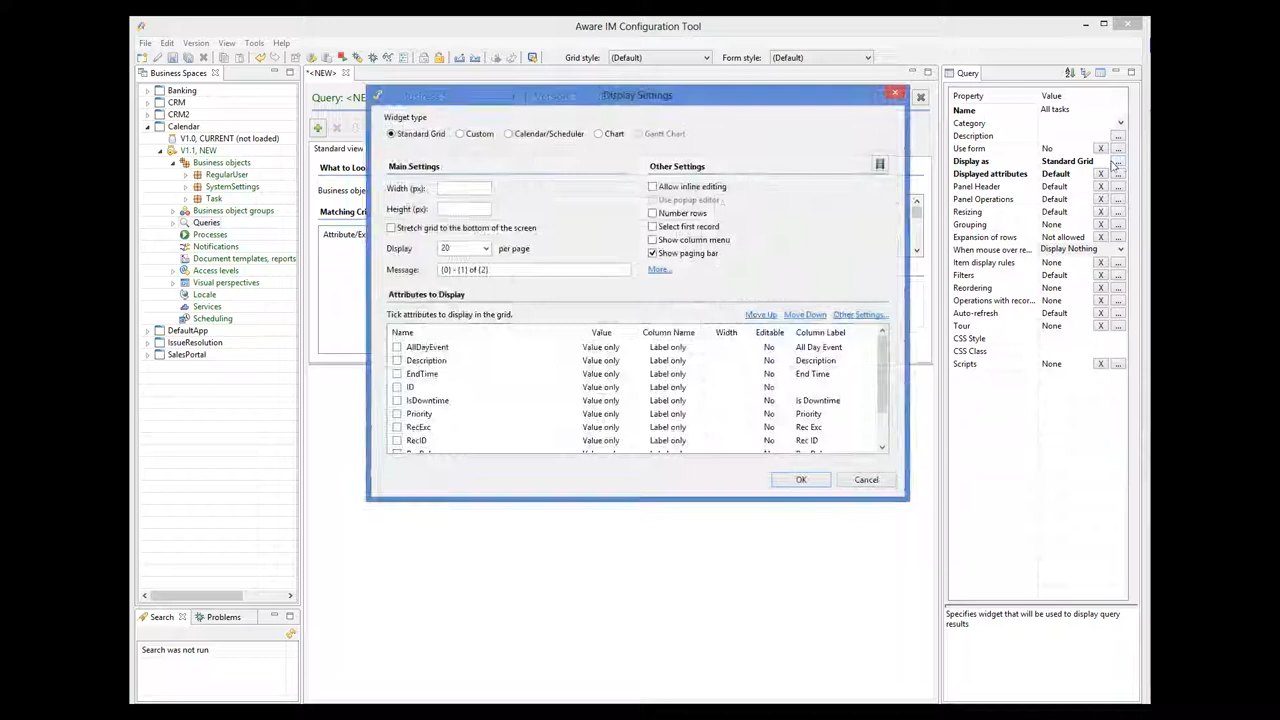 Aware IM Configuration Tool
File Edit Version View Tools Help
Grid style: (Default) Form style: (Default)
Business Spaces
*<NEW>
Query
Banking
CRM
CRM2
Calendar
V1.0, CURRENT (not loaded)
V1.1, NEW
Business objects
RegularUser
SystemSettings
Task
Business object groups
Queries
Processes
Notifications
Document templates, reports
Access levels
Visual perspectives
Locale
Services
Scheduling
DefaultApp
IssueResolution
SalesPortal
Search Problems
Search was not run
Query: <NE
Standard view
What to Loo
Business obje
Matching Cri
Attribute/Ex
Display Settings
Widget type
Standard Grid Custom Calendar/Scheduler Chart Gantt Chart
Main Settings
Width (px):
Height (px):
Stretch grid to the bottom of the screen
Display 20 per page
Message: {0} - {1} of {2}
Other Settings
Allow inline editing
Use popup editor
Number rows
Select first record
Show column menu
Show paging bar
More...
Attributes to Display
Tick attributes to display in the grid. Move Up Move Down Other Settings...
Name Value Column Name Width Editable Column Label
AllDayEvent Value only Label only No All Day Event
Description Value only Label only No Description
EndTime Value only Label only No End Time
ID Value only Label only No
IsDowntime Value only Label only No Is Downtime
Priority Value only Label only No Priority
RecExc Value only Label only No Rec Exc
RecID Value only Label only No Rec ID
OK Cancel
Property Value
Name All tasks
Category
Description ...
Use form No X ...
Display as Standard Grid ...
Displayed attributes Default X ...
Panel Header Default X ...
Panel Operations Default X ...
Resizing Default X ...
Grouping None X ...
Expansion of rows Not allowed X ...
When mouse over re... Display Nothing
Item display rules None X ...
Filters Default X ...
Reordering None X ...
Operations with recor... None X ...
Auto-refresh Default X ...
Tour None X ...
CSS Style
CSS Class
Scripts None X ...
Specifies widget that will be used to display query
results